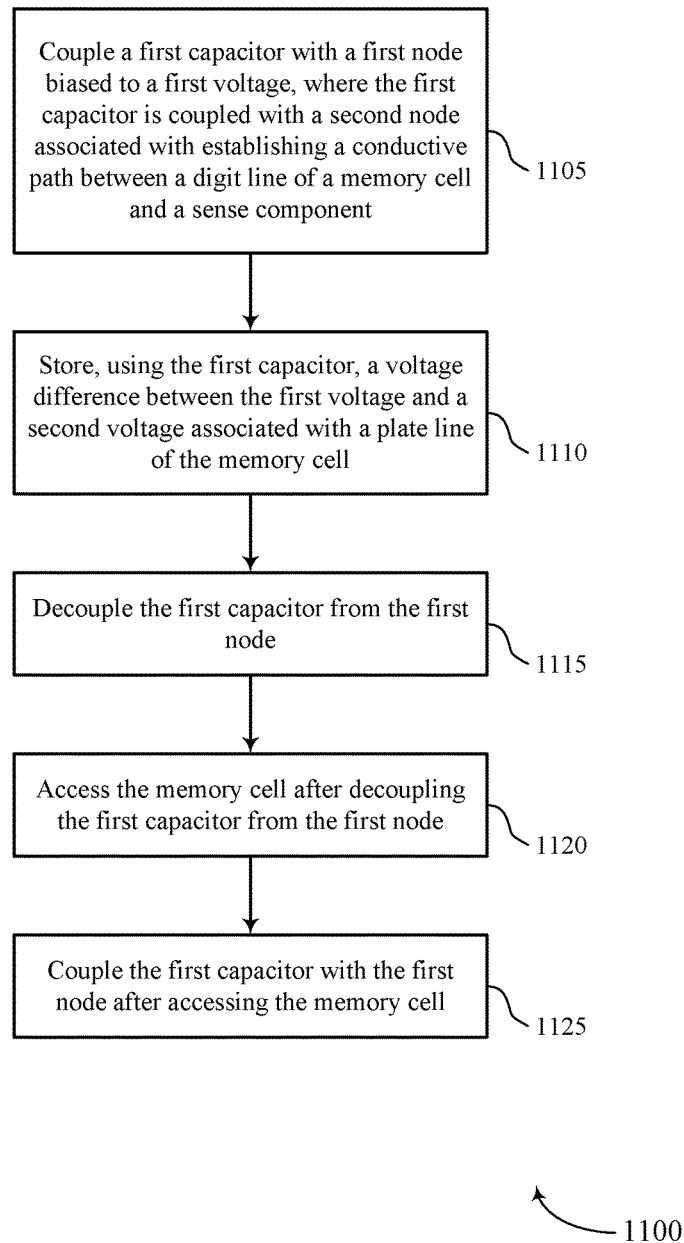 Couple a first capacitor with a first node
biased to a first voltage, where the first
capacitor is coupled with a second node
associated with establishing a conductive
path between a digit line of a memory cell
and a sense component
1105
Store, using the first capacitor, a voltage
difference between the first voltage and a
second voltage associated with a plate line
of the memory cell
1110
Decouple the first capacitor from the first
node
1115
Access the memory cell after decoupling
the first capacitor from the first node
1120
Couple the first capacitor with the first
node after accessing the memory cell
1125
1100